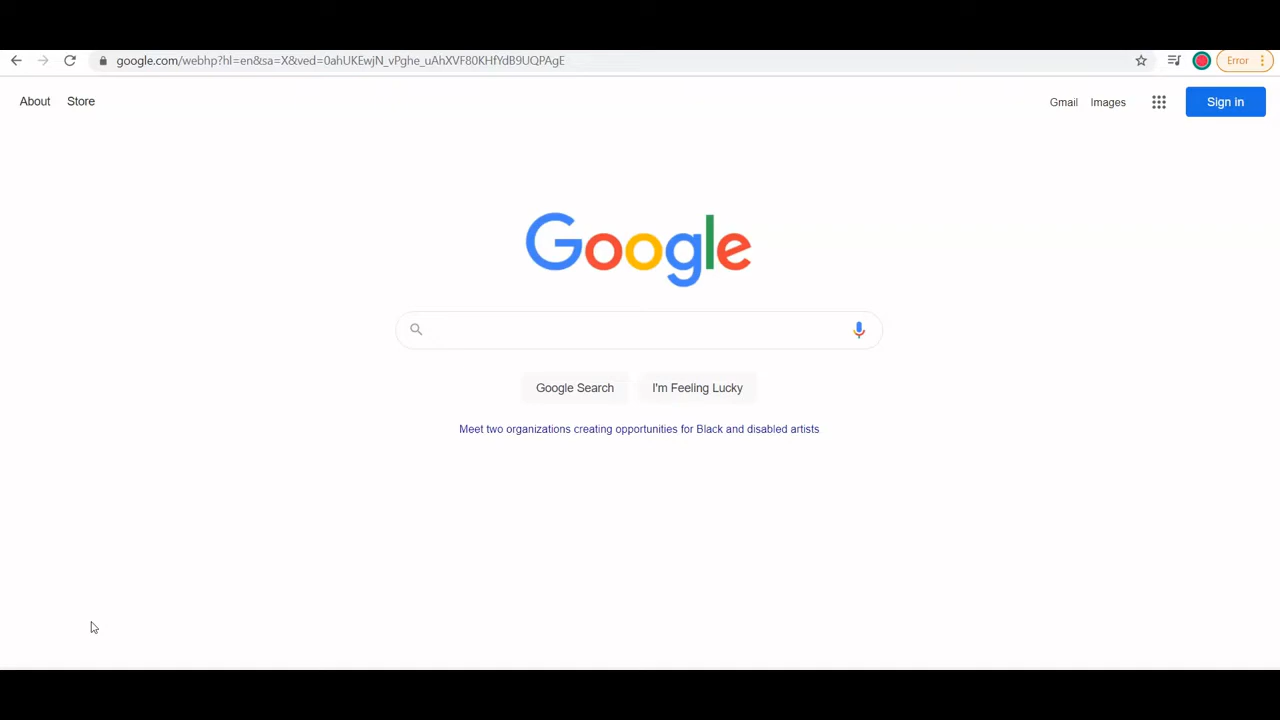 google.com/webhp?hl=en&sa=X&ved=0ahUKEwjN_vPghe_uAhXVF80KHfYdB9UQPAgE
Error
About Store
Gmail Images
Sign in
Google
Google Search I'm Feeling Lucky
Meet two organizations creating opportunities for Black and disabled artists